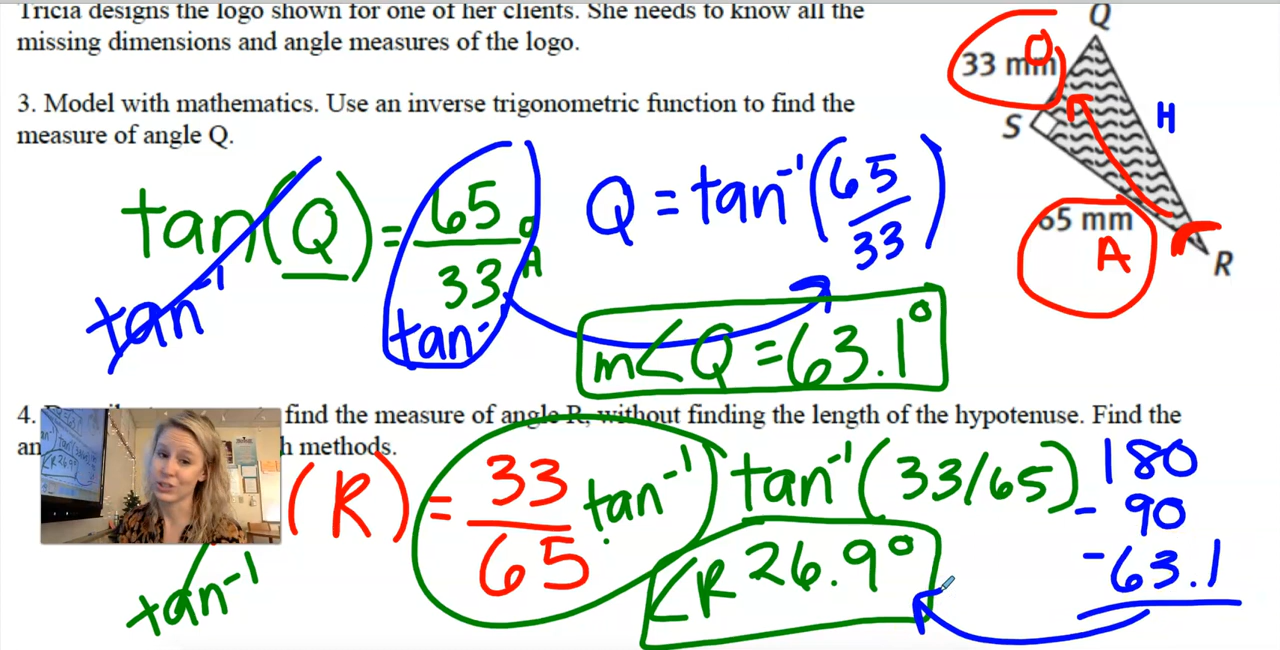 Tricia designs the logo shown for one of her clients. She needs to know all the
missing dimensions and angle measures of the logo.
3. Model with mathematics. Use an inverse trigonometric function to find the
measure of angle Q.
Q
33 mm O
S
H
65 mm
A
R
tan(Q) = 65 O
33 A
tan⁻¹
tan⁻
Q = tan⁻¹(65
33)
m∠Q = 63.1°
4. find the measure of angle R, without finding the length of the hypotenuse. Find the
an h methods.
(R) = 33
65
tan⁻¹
tan⁻¹(33/65)
∠R 26.9°
tan⁻¹
180
- 90
-63.1